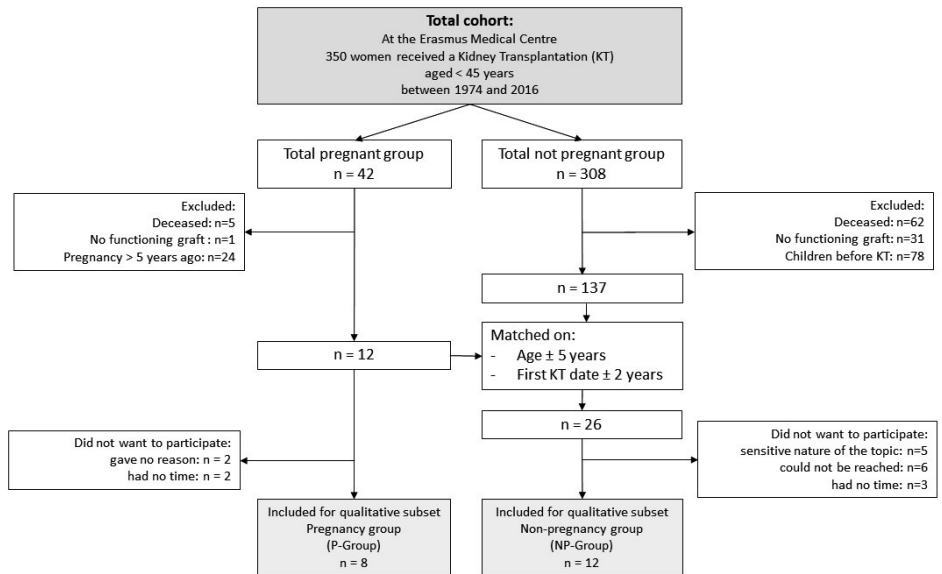 Total cohort:
At the Erasmus Medical Centre
350 women received a Kidney Transplantation (KT)
aged < 45 years
between 1974 and 2016
Total pregnant group
n = 42
Total not pregnant group
n = 308
Excluded:
Deceased: n=5
No functioning graft : n=1
Pregnancy > 5 years ago: n=24
Excluded:
Deceased: n=62
No functioning graft: n=31
Children before KT: n=78
n = 137
n = 12
Matched on:
- Age ± 5 years
- First KT date ± 2 years
n = 26
Did not want to participate:
gave no reason: n = 2
had no time: n = 2
Did not want to participate:
sensitive nature of the topic: n=5
could not be reached: n=6
had no time: n=3
Included for qualitative subset
Pregnancy group
(P-Group)
n = 8
Included for qualitative subset
Non-pregnancy group
(NP-Group)
n = 12